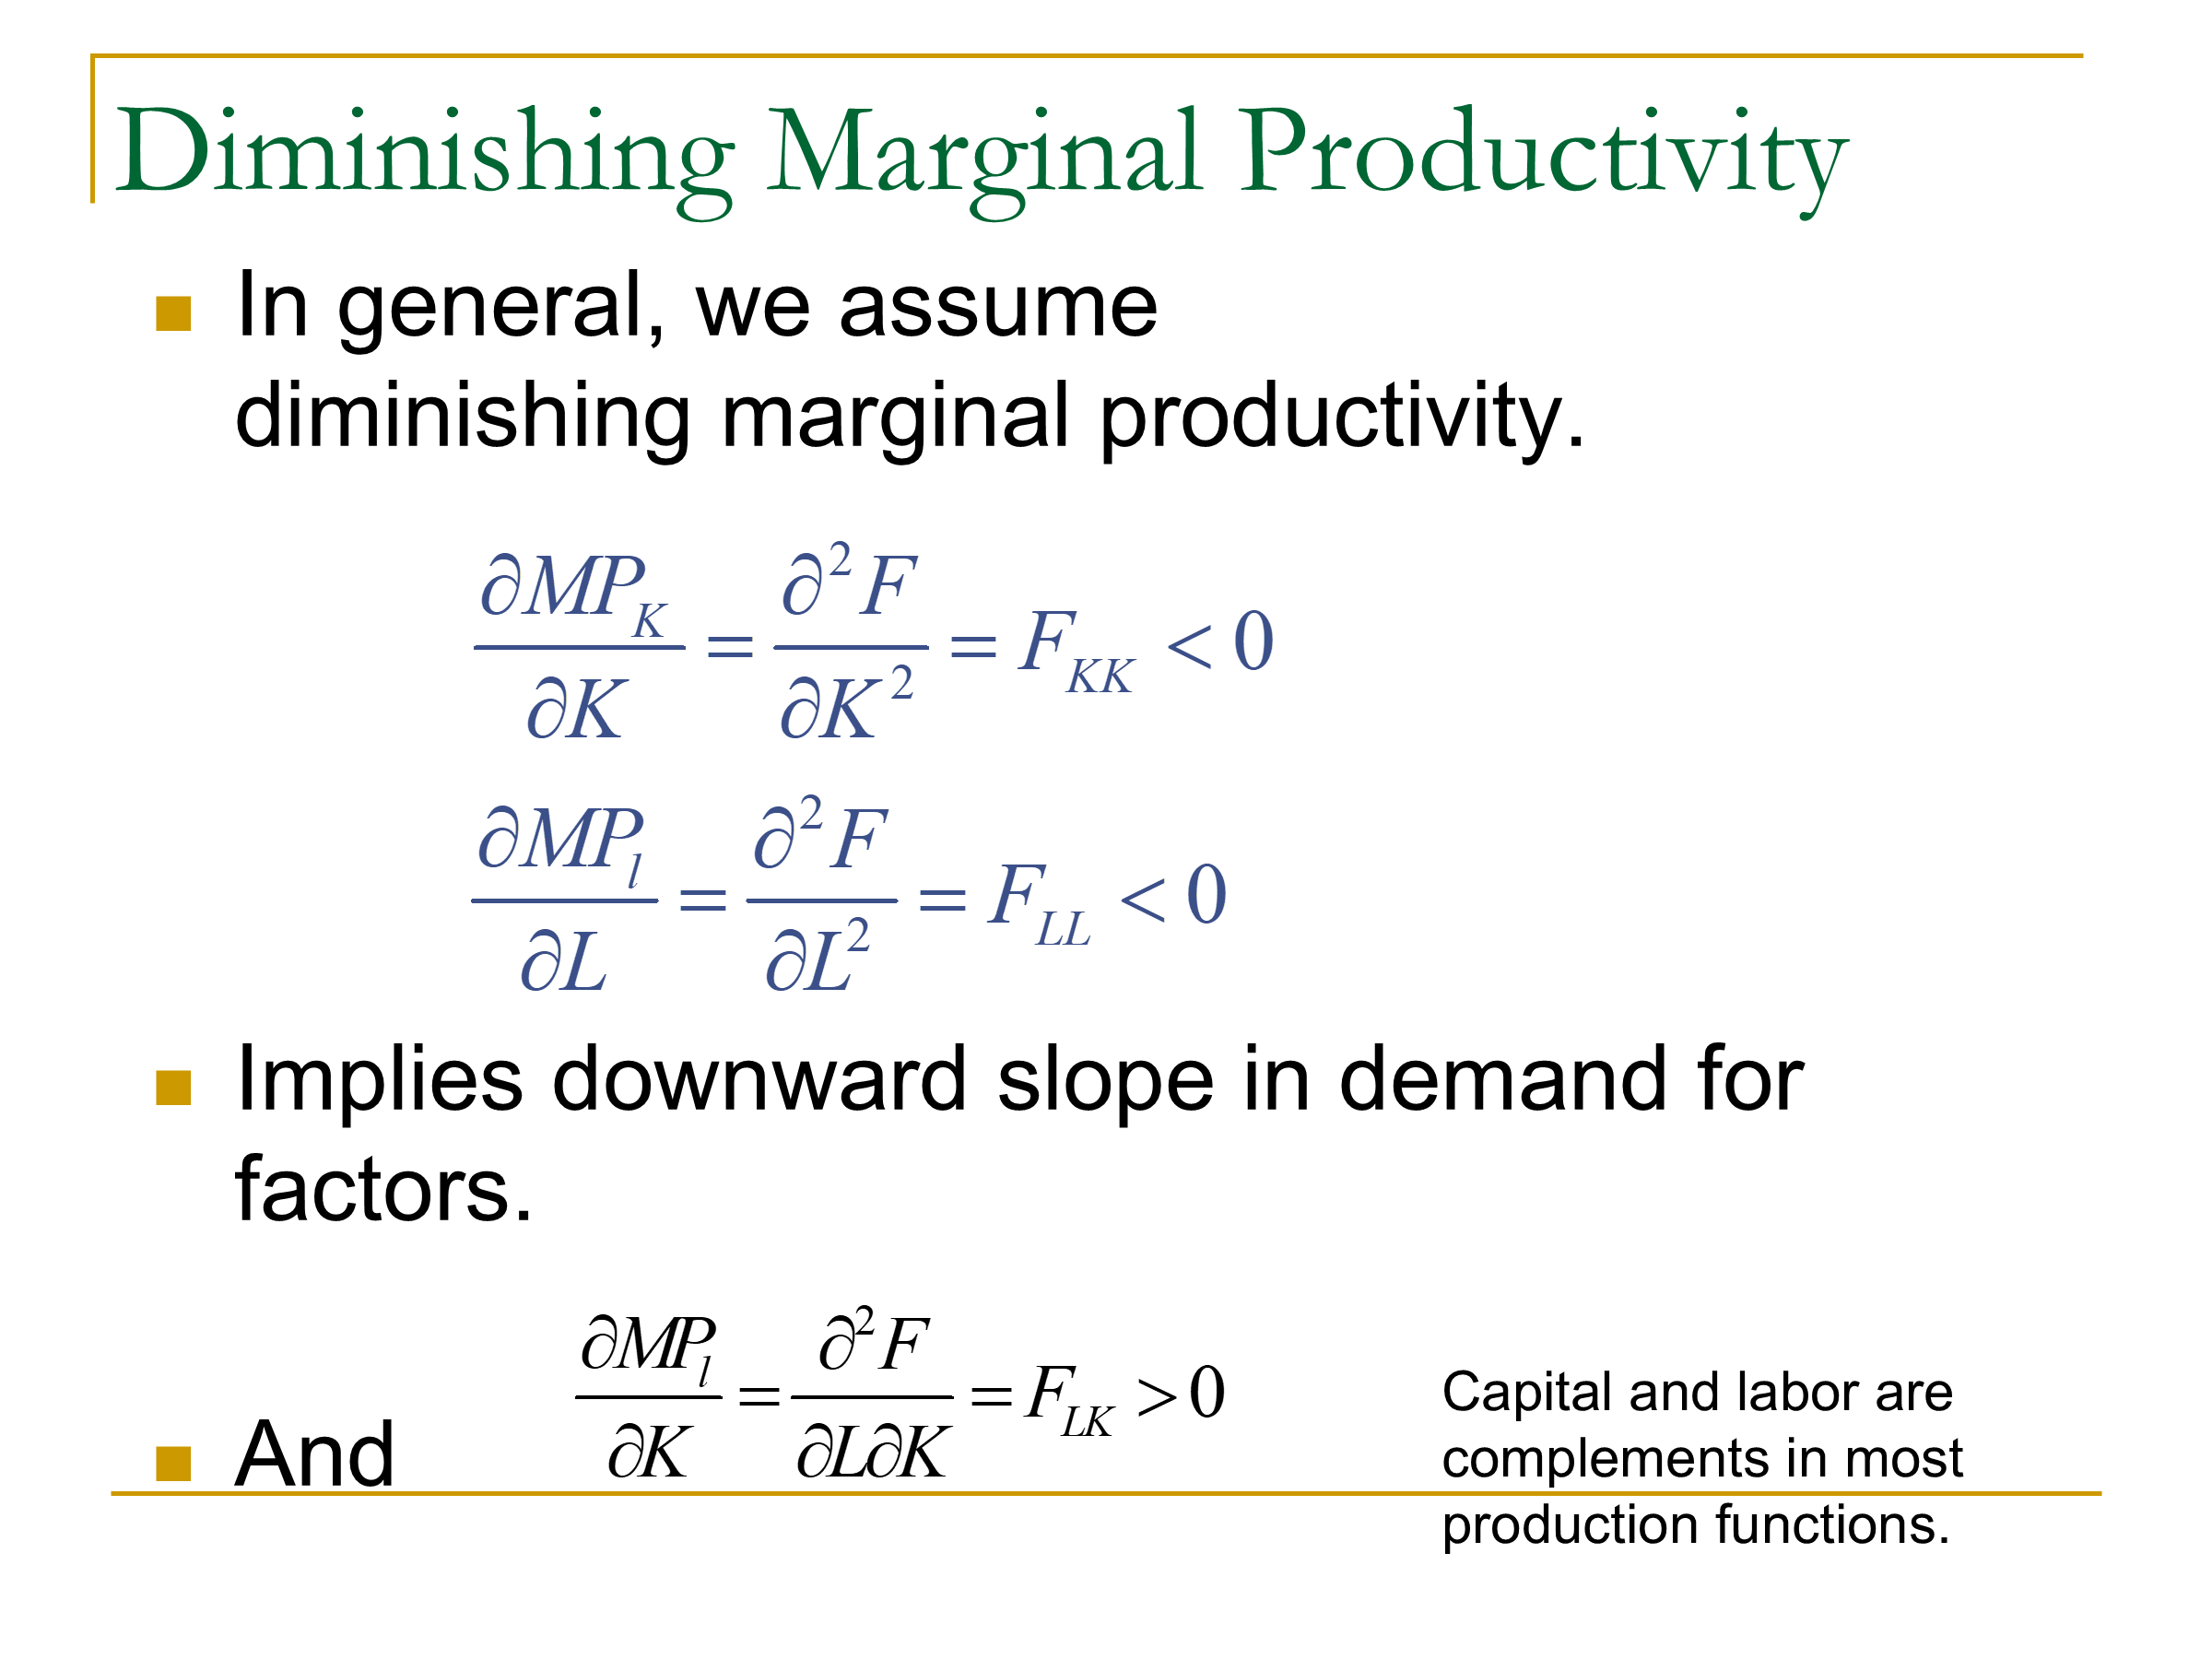 Diminishing Marginal Productivity
■ In general, we assume
diminishing marginal productivity.
∂MP_K/∂K = ∂²F/∂K² = F_KK < 0
∂MP_l/∂L = ∂²F/∂L² = F_LL < 0
■ Implies downward slope in demand for
factors.
■ And ∂MP_l/∂K = ∂²F/∂L∂K = F_LK > 0
Capital and labor are
complements in most
production functions.